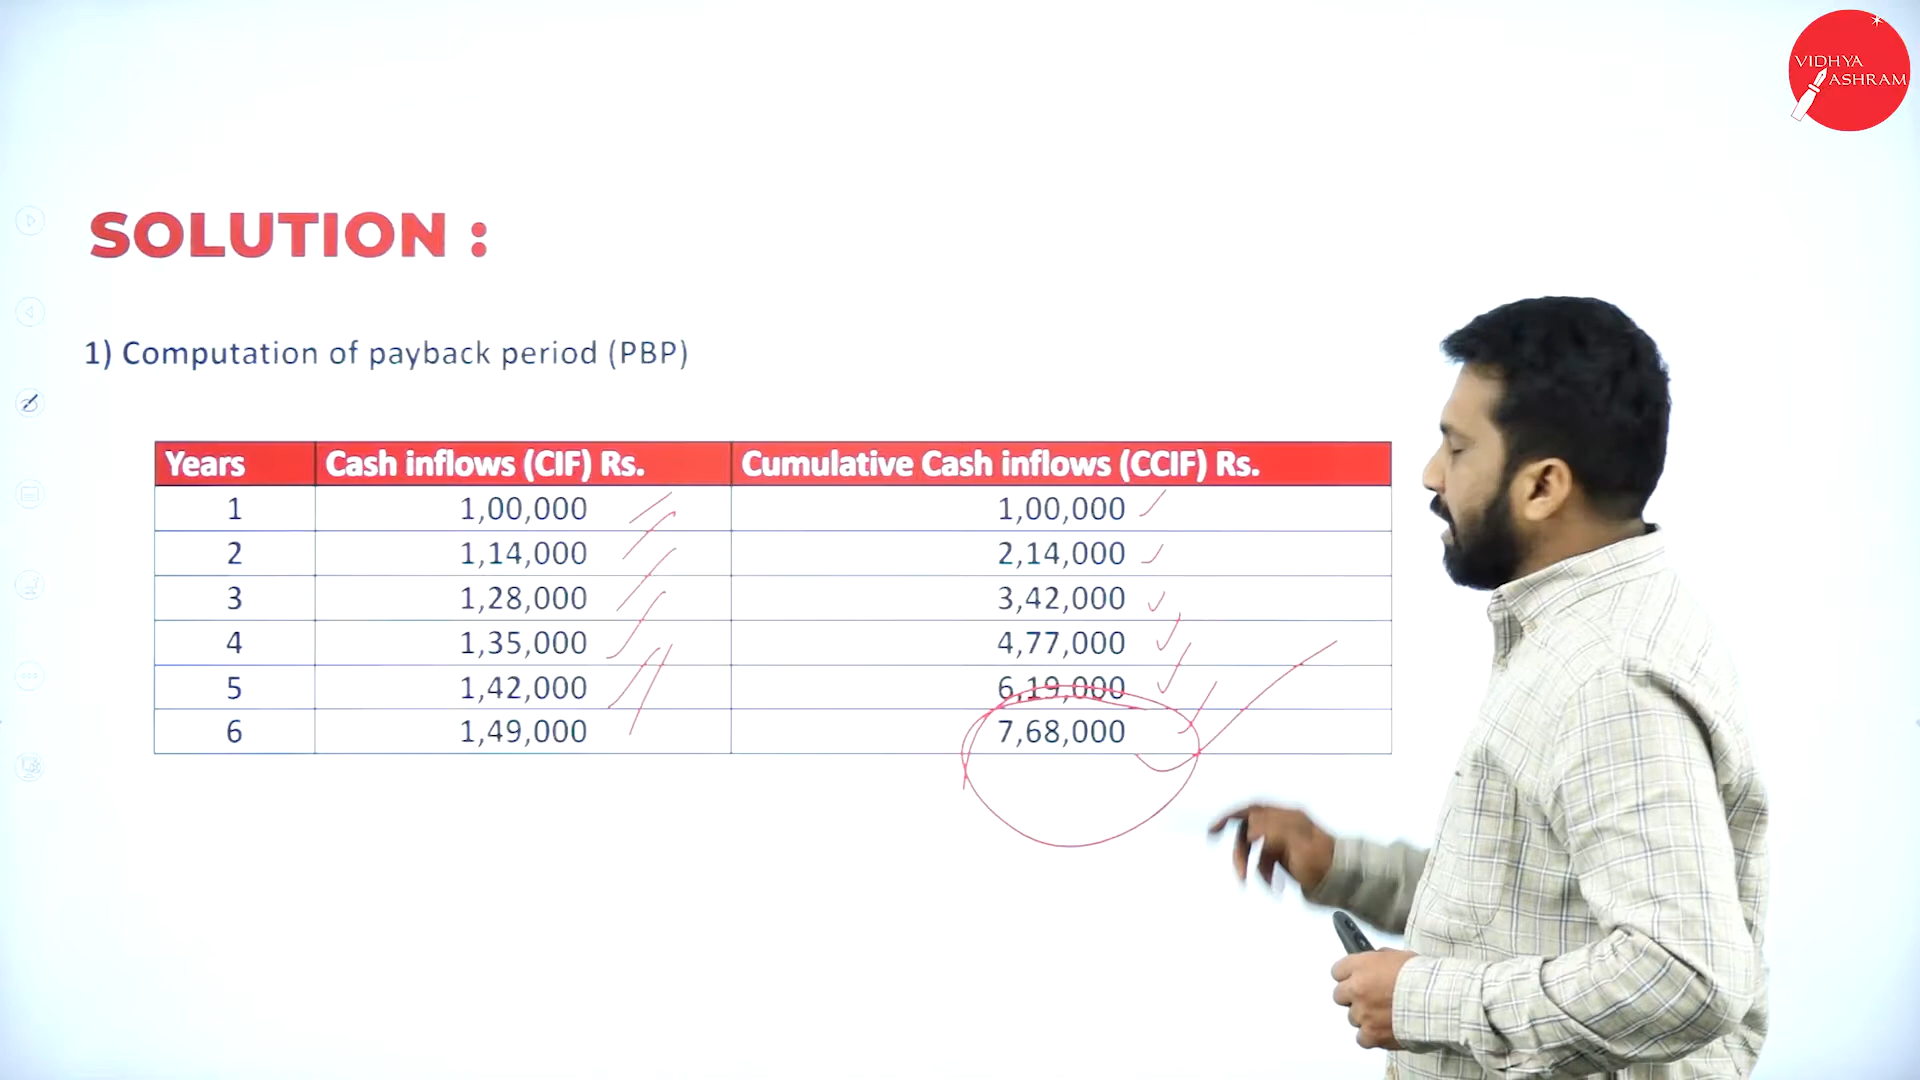 VIDHYA
ASHRAM
SOLUTION :
1) Computation of payback period (PBP)
Years Cash inflows (CIF) Rs. Cumulative Cash inflows (CCIF) Rs.
1 1,00,000 1,00,000
2 1,14,000 2,14,000
3 1,28,000 3,42,000
4 1,35,000 4,77,000
5 1,42,000 6,19,000
6 1,49,000 7,68,000